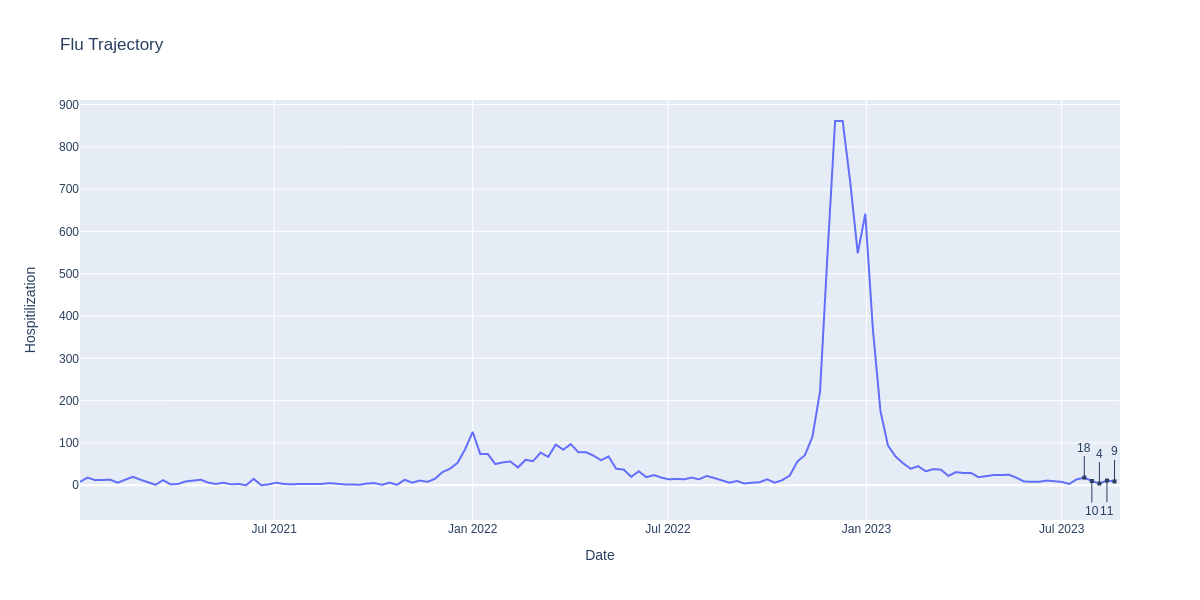 Flu Trajectory
900
800
700
600
500
400
300
200
100
0
Hospitilization
18
4
9
10
11
Jul 2021
Jan 2022
Jul 2022
Jan 2023
Jul 2023
Date